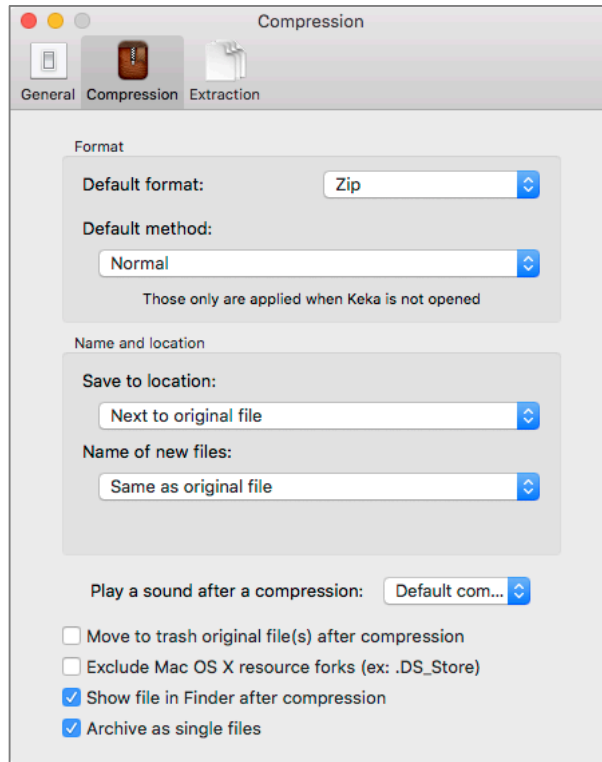 Compression
General Compression Extraction
Format
Default format: Zip
Default method:
Normal
Those only are applied when Keka is not opened
Name and location
Save to location:
Next to original file
Name of new files:
Same as original file
Play a sound after a compression: Default com...
Move to trash original file(s) after compression
Exclude Mac OS X resource forks (ex: .DS_Store)
Show file in Finder after compression
Archive as single files